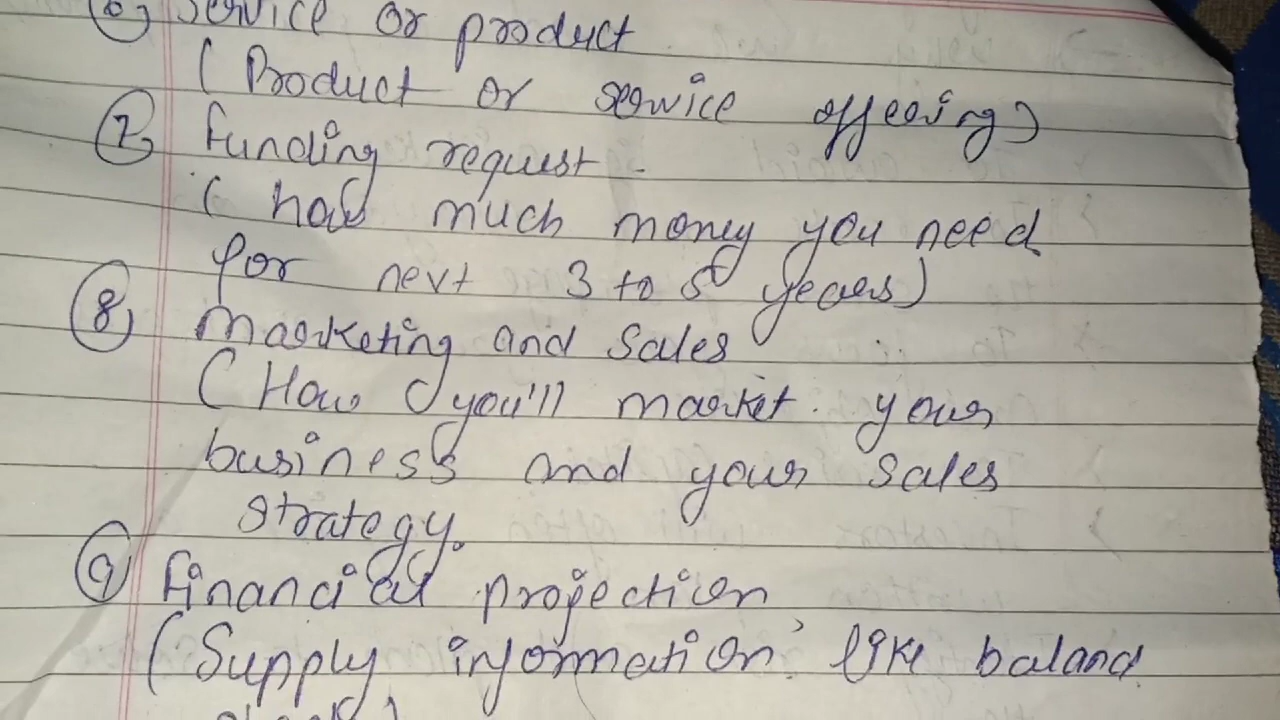 6) Service or product
( Product or service offering)
7) Funding request
( how much money you need
for next 3 to 5 years)
8) Marketing and Sales
( How you'll market your
business and your sales
strategy.
9) Financial projection
( Supply information like baland